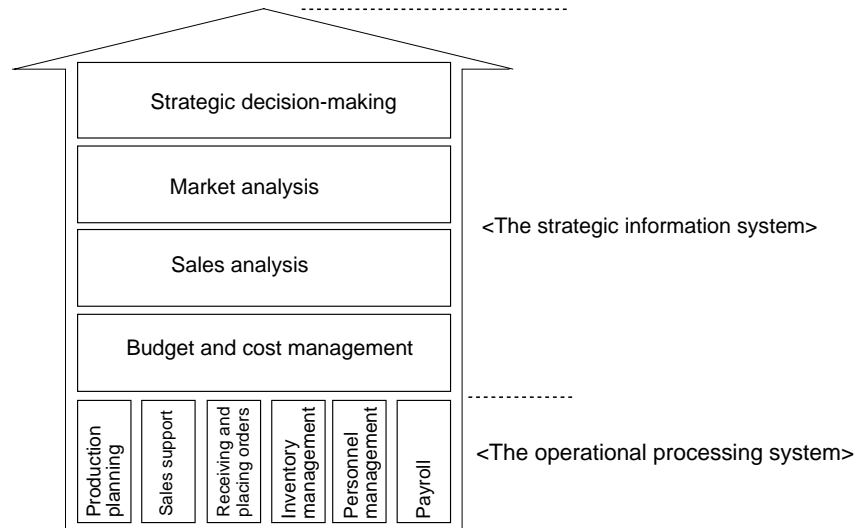 Strategic decision-making
Market analysis
<The strategic information system>
Sales analysis
Budget and cost management
Production
planning
Sales support
Receiving and
placing orders
Inventory
management
Personnel
management
Payroll
<The operational processing system>